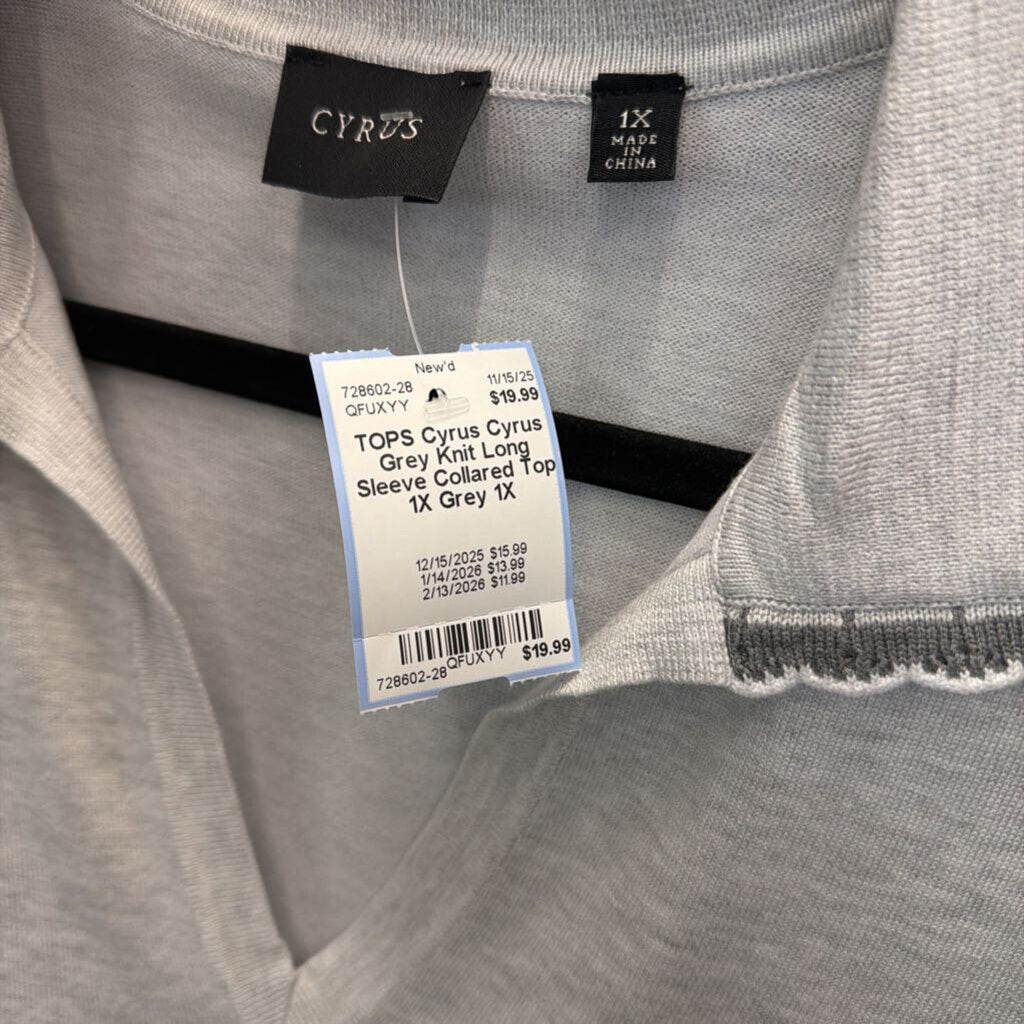 CYRUS
1X
MADE
IN
CHINA
New'd
728602-28 11/15/25
QFUXYY $19.99
TOPS Cyrus Cyrus
Grey Knit Long
Sleeve Collared Top
1X Grey 1X
12/15/2025 $15.99
1/14/2026 $13.99
2/13/2026 $11.99
728602-28 QFUXYY $19.99